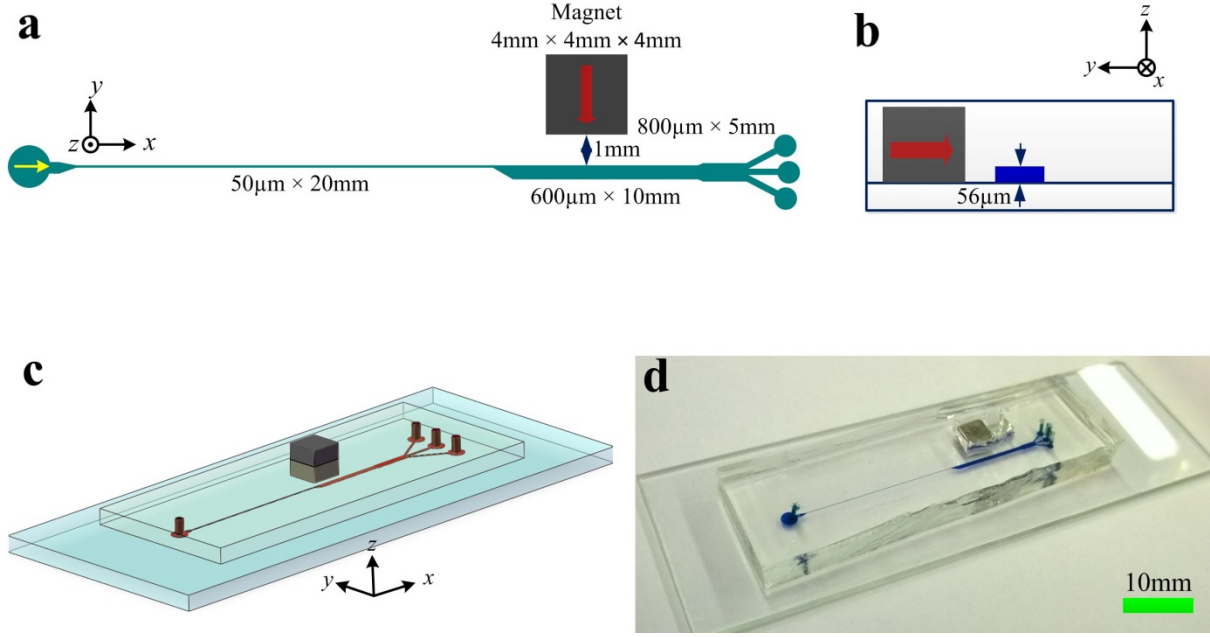 a
Magnet
4mm × 4mm × 4mm
y
z
x
800µm × 5mm
1mm
50µm × 20mm
600µm × 10mm
b
z
y
x
56µm
c
z
y
x
d
10mm